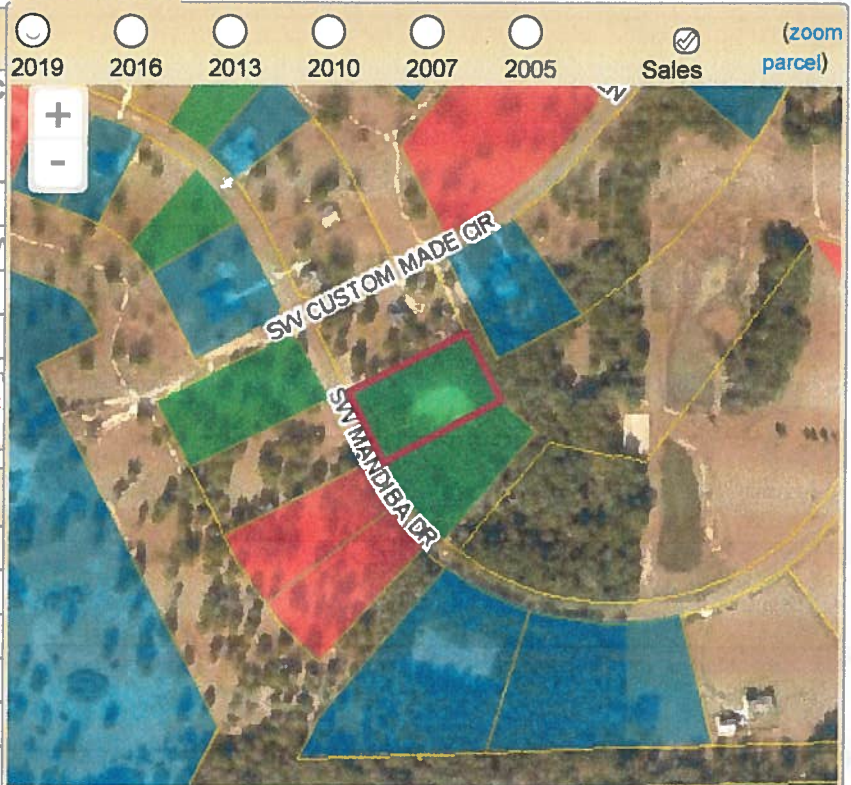 2019 2016 2013 2010 2007 2005 Sales (zoom
parcel)
+
-
SW CUSTOM MADE CIR
SW MANDIBA DR